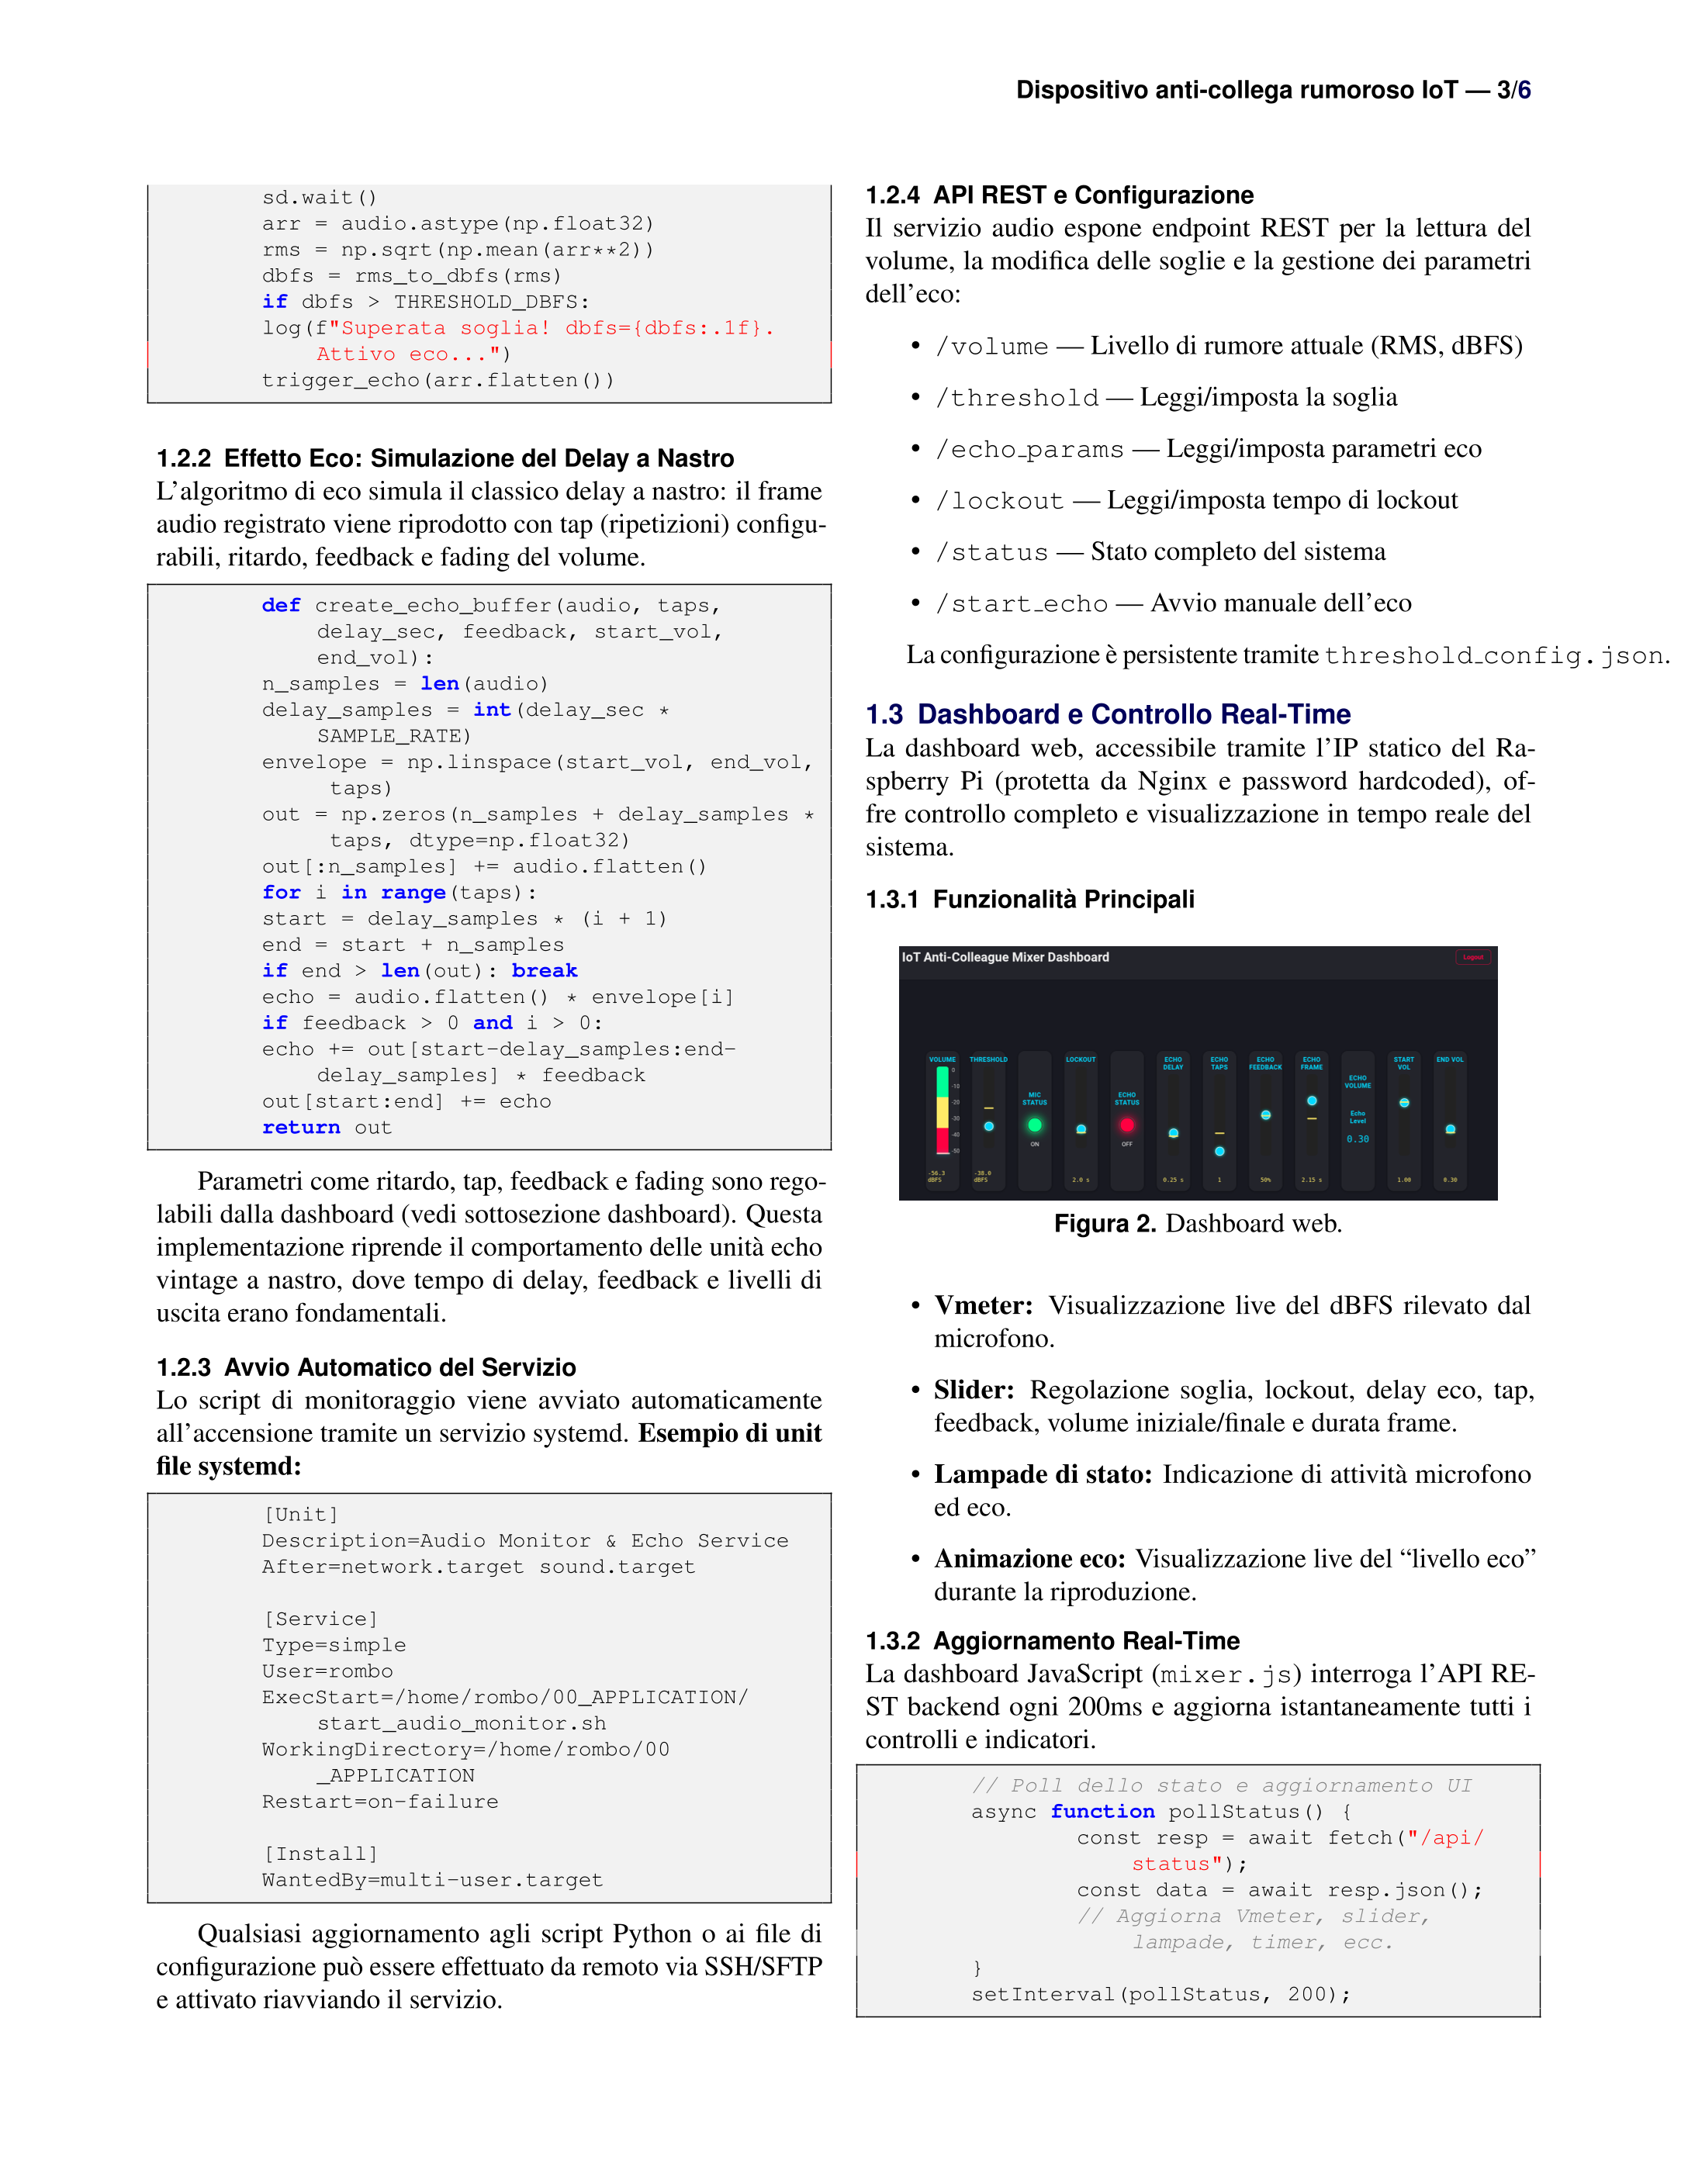 Dispositivo anti-collega rumoroso IoT — 3/6
sd.wait()
arr = audio.astype(np.float32)
rms = np.sqrt(np.mean(arr**2))
dbfs = rms_to_dbfs(rms)
if dbfs > THRESHOLD_DBFS:
log(f"Superata soglia! dbfs={dbfs:.1f}.
Attivo eco...")
trigger_echo(arr.flatten())
1.2.2 Effetto Eco: Simulazione del Delay a Nastro
L'algoritmo di eco simula il classico delay a nastro: il frame
audio registrato viene riprodotto con tap (ripetizioni) configu-
rabili, ritardo, feedback e fading del volume.
def create_echo_buffer(audio, taps,
delay_sec, feedback, start_vol,
end_vol):
n_samples = len(audio)
delay_samples = int(delay_sec *
SAMPLE_RATE)
envelope = np.linspace(start_vol, end_vol,
taps)
out = np.zeros(n_samples + delay_samples *
taps, dtype=np.float32)
out[:n_samples] += audio.flatten()
for i in range(taps):
start = delay_samples * (i + 1)
end = start + n_samples
if end > len(out): break
echo = audio.flatten() * envelope[i]
if feedback > 0 and i > 0:
echo += out[start-delay_samples:end-
delay_samples] * feedback
out[start:end] += echo
return out
Parametri come ritardo, tap, feedback e fading sono rego-
labili dalla dashboard (vedi sottosezione dashboard). Questa
implementazione riprende il comportamento delle unità echo
vintage a nastro, dove tempo di delay, feedback e livelli di
uscita erano fondamentali.
1.2.3 Avvio Automatico del Servizio
Lo script di monitoraggio viene avviato automaticamente
all'accensione tramite un servizio systemd. Esempio di unit
file systemd:
[Unit]
Description=Audio Monitor & Echo Service
After=network.target sound.target
[Service]
Type=simple
User=rombo
ExecStart=/home/rombo/00_APPLICATION/
start_audio_monitor.sh
WorkingDirectory=/home/rombo/00
_APPLICATION
Restart=on-failure
[Install]
WantedBy=multi-user.target
Qualsiasi aggiornamento agli script Python o ai file di
configurazione può essere effettuato da remoto via SSH/SFTP
e attivato riavviando il servizio.
1.2.4 API REST e Configurazione
Il servizio audio espone endpoint REST per la lettura del
volume, la modifica delle soglie e la gestione dei parametri
dell'eco:
• /volume — Livello di rumore attuale (RMS, dBFS)
• /threshold — Leggi/imposta la soglia
• /echo_params — Leggi/imposta parametri eco
• /lockout — Leggi/imposta tempo di lockout
• /status — Stato completo del sistema
• /start_echo — Avvio manuale dell'eco
La configurazione è persistente tramite threshold_config.json.
1.3 Dashboard e Controllo Real-Time
La dashboard web, accessibile tramite l'IP statico del Ra-
spberry Pi (protetta da Nginx e password hardcoded), of-
fre controllo completo e visualizzazione in tempo reale del
sistema.
1.3.1 Funzionalità Principali
IoT Anti-Colleague Mixer Dashboard
Logout
VOLUME
0
-10
-20
-30
-40
-50
-56.3
dBFS
THRESHOLD
-38.0
dBFS
MIC
STATUS
ON
LOCKOUT
2.0 s
ECHO
STATUS
OFF
ECHO
DELAY
0.25 s
ECHO
TAPS
1
ECHO
FEEDBACK
50%
ECHO
FRAME
2.15 s
ECHO
VOLUME
Echo
Level
0.30
START
VOL
1.00
END VOL
0.30
Figura 2. Dashboard web.
• Vmeter: Visualizzazione live del dBFS rilevato dal
microfono.
• Slider: Regolazione soglia, lockout, delay eco, tap,
feedback, volume iniziale/finale e durata frame.
• Lampade di stato: Indicazione di attività microfono
ed eco.
• Animazione eco: Visualizzazione live del “livello eco”
durante la riproduzione.
1.3.2 Aggiornamento Real-Time
La dashboard JavaScript (mixer.js) interroga l'API RE-
ST backend ogni 200ms e aggiorna istantaneamente tutti i
controlli e indicatori.
// Poll dello stato e aggiornamento UI
async function pollStatus() {
const resp = await fetch("/api/
status");
const data = await resp.json();
// Aggiorna Vmeter, slider,
lampade, timer, ecc.
}
setInterval(pollStatus, 200);